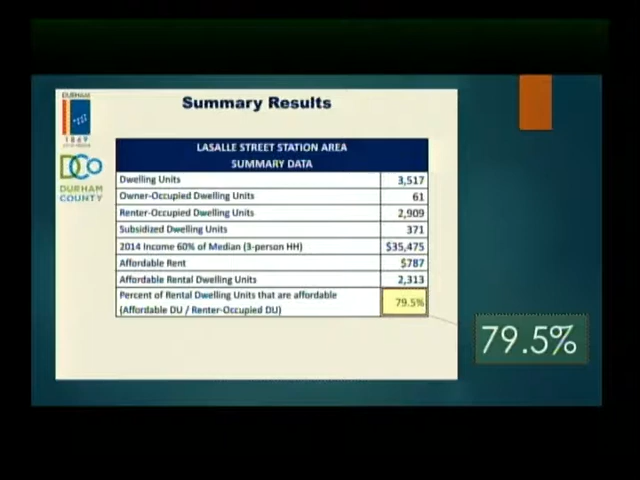 DURHAM
1869
DCo
DURHAM
COUNTY
Summary Results
LASALLE STREET STATION AREA
SUMMARY DATA
Dwelling Units 3,517
Owner-Occupied Dwelling Units 61
Renter-Occupied Dwelling Units 2,909
Subsidized Dwelling Units 371
2014 Income 60% of Median (3-person HH) $35,475
Affordable Rent $787
Affordable Rental Dwelling Units 2,313
Percent of Rental Dwelling Units that are affordable
(Affordable DU / Renter-Occupied DU) 79.5%
79.5%